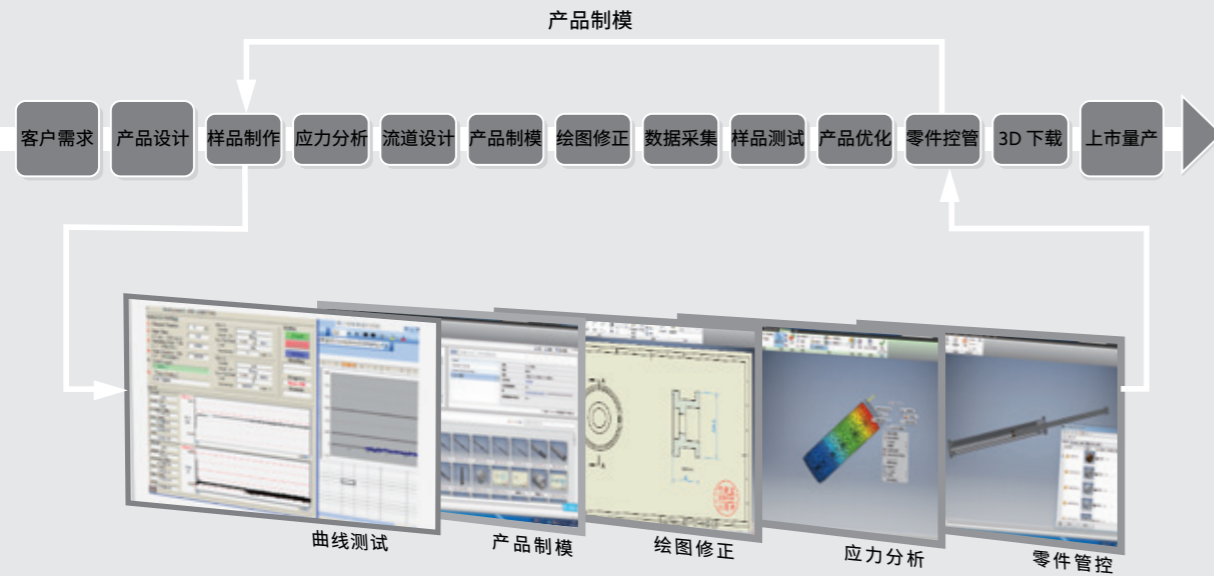 产品制模
客户需求
产品设计
样品制作
应力分析
流道设计
产品制模
绘图修正
数据采集
样品测试
产品优化
零件控管
3D 下载
上市量产
曲线测试
产品制模
绘图修正
应力分析
零件管控